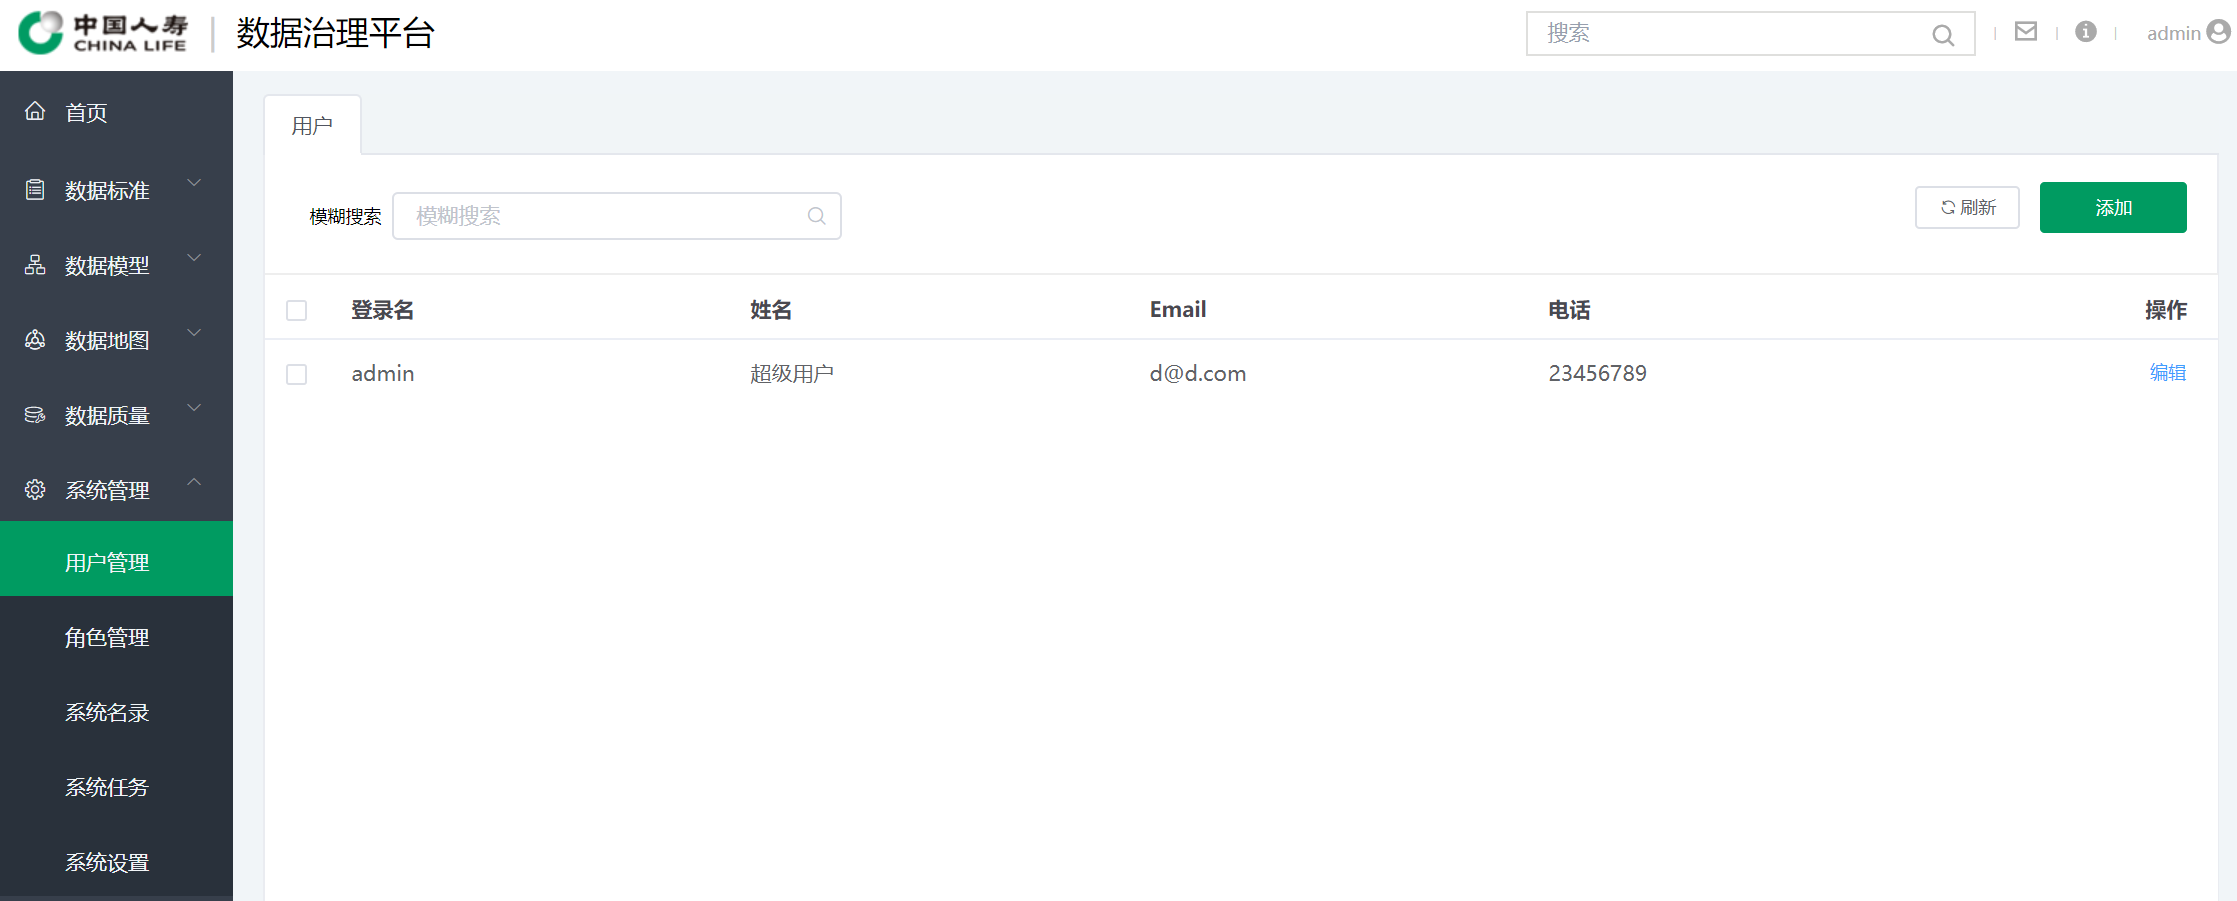 中国人寿
CHINA LIFE
数据治理平台
搜索
admin
首页
数据标准
数据模型
数据地图
数据质量
系统管理
用户管理
角色管理
系统名录
系统任务
系统设置
用户
模糊搜索 模糊搜索
刷新 添加
登录名 姓名 Email 电话 操作
admin 超级用户 d@d.com 23456789 编辑